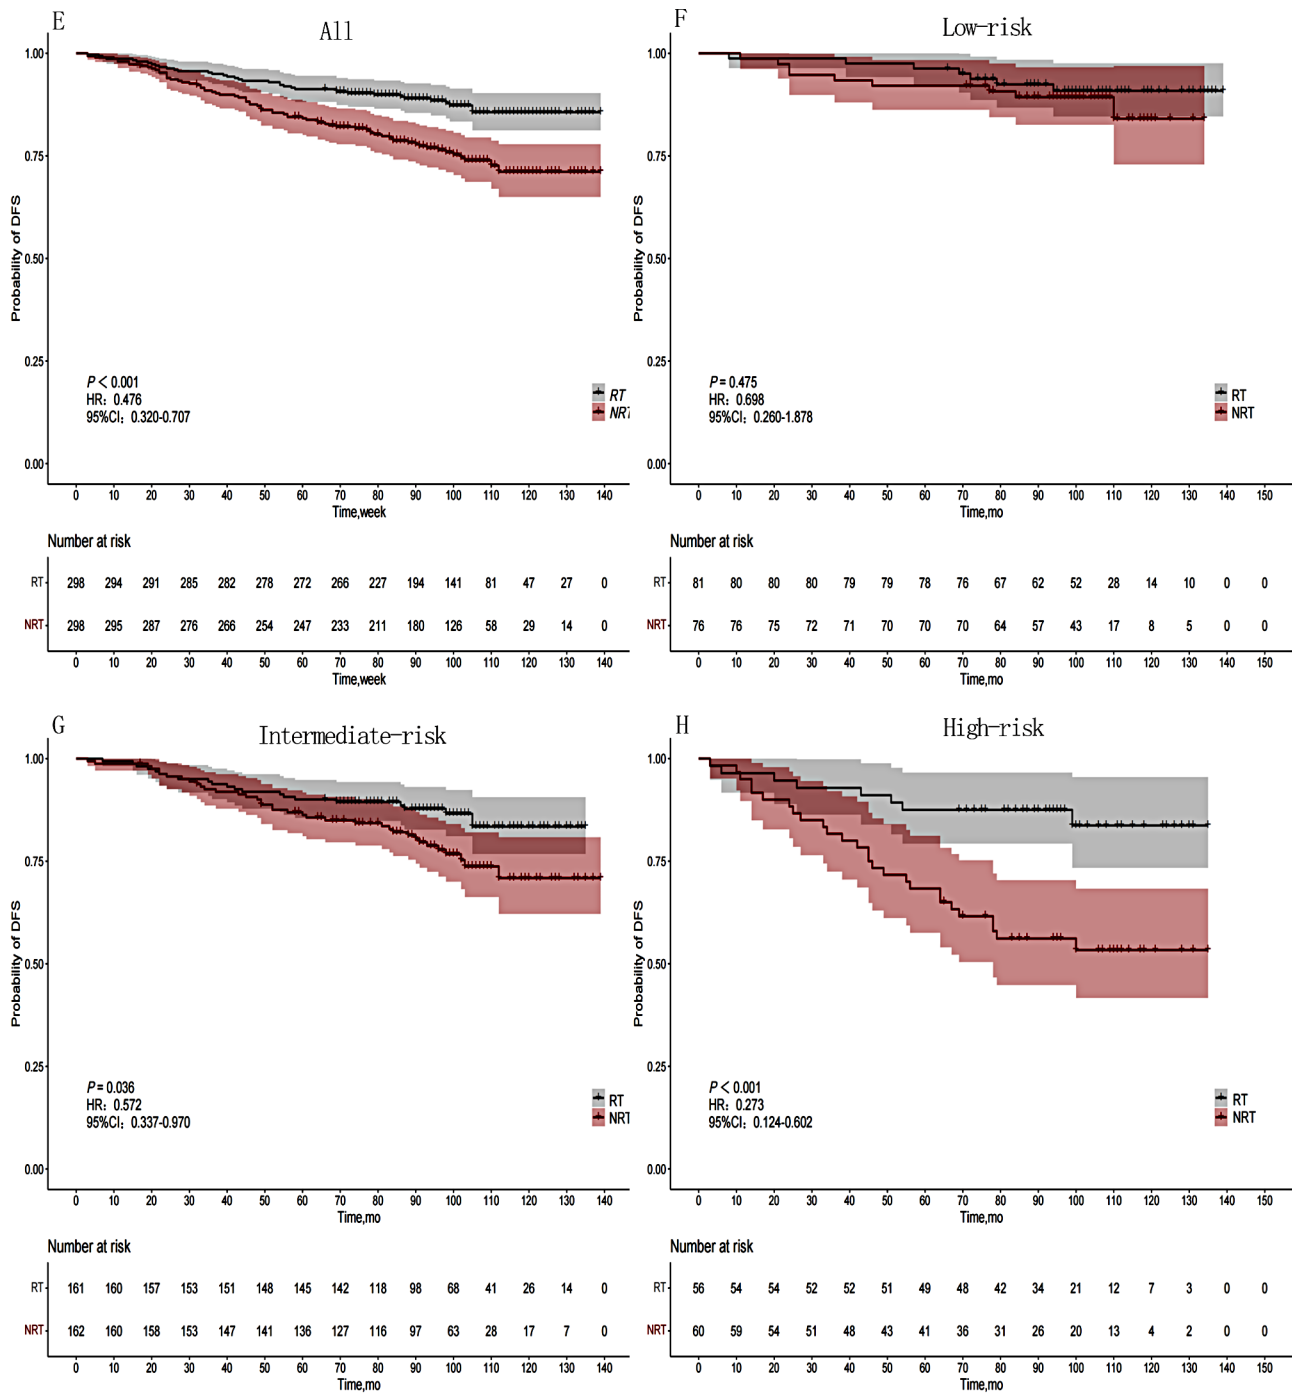 E
All
1.00
0.75
0.50
0.25
0.00
Probability of DFS
P < 0.001
HR: 0.476
95%CI: 0.320-0.707
RT
NRT
0 10 20 30 40 50 60 70 80 90 100 110 120 130 140
Time,week
Number at risk
RT 298 294 291 285 282 278 272 266 227 194 141 81 47 27 0
NRT 298 295 287 276 266 254 247 233 211 180 126 58 29 14 0
0 10 20 30 40 50 60 70 80 90 100 110 120 130 140
Time,week
F
Low-risk
1.00
0.75
0.50
0.25
0.00
Probability of DFS
P = 0.475
HR: 0.698
95%CI: 0.260-1.878
RT
NRT
0 10 20 30 40 50 60 70 80 90 100 110 120 130 140 150
Time,mo
Number at risk
RT 81 80 80 80 79 79 78 76 67 62 52 28 14 10 0 0
NRT 76 76 75 72 71 70 70 70 64 57 43 17 8 5 0 0
0 10 20 30 40 50 60 70 80 90 100 110 120 130 140 150
Time,mo
G
Intermediate-risk
1.00
0.75
0.50
0.25
0.00
Probability of DFS
P = 0.036
HR: 0.572
95%CI: 0.337-0.970
RT
NRT
0 10 20 30 40 50 60 70 80 90 100 110 120 130 140
Time,mo
Number at risk
RT 161 160 157 153 151 148 145 142 118 98 68 41 26 14 0
NRT 162 160 158 153 147 141 136 127 116 97 63 28 17 7 0
0 10 20 30 40 50 60 70 80 90 100 110 120 130 140
Time,mo
H
High-risk
1.00
0.75
0.50
0.25
0.00
Probability of DFS
P < 0.001
HR: 0.273
95%CI: 0.124-0.602
RT
NRT
0 10 20 30 40 50 60 70 80 90 100 110 120 130 140 150
Time,mo
Number at risk
RT 56 54 54 52 52 51 49 48 42 34 21 12 7 3 0 0
NRT 60 59 54 51 48 43 41 36 31 26 20 13 4 2 0 0
0 10 20 30 40 50 60 70 80 90 100 110 120 130 140 150
Time,mo